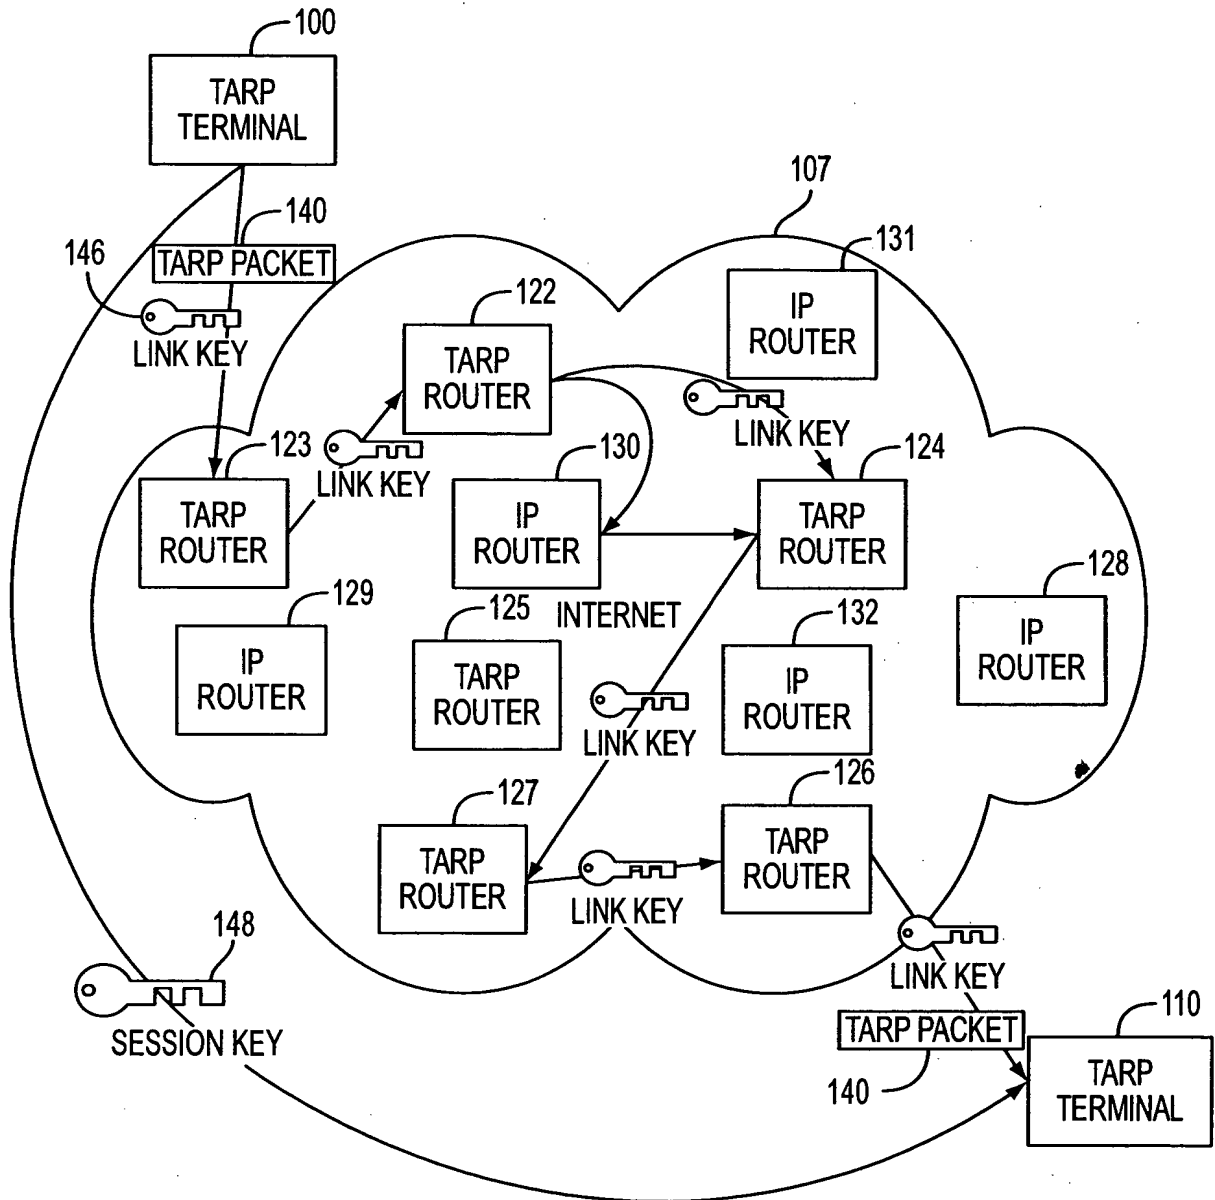 100
TARP
TERMINAL
107
140
TARP PACKET
146
LINK KEY
131
IP
ROUTER
122
TARP
ROUTER
LINK KEY
123
TARP
ROUTER
LINK KEY
130
IP
ROUTER
124
TARP
ROUTER
129
IP
ROUTER
INTERNET
125
TARP
ROUTER
132
IP
ROUTER
128
IP
ROUTER
LINK KEY
127
TARP
ROUTER
126
TARP
ROUTER
LINK KEY
LINK KEY
148
SESSION KEY
TARP PACKET
140
110
TARP
TERMINAL